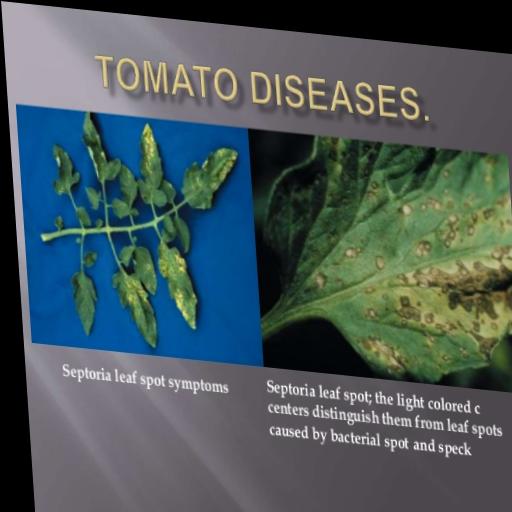 TOMATO DISEASES.
Septoria leaf spot symptoms
Septoria leaf spot; the light colored c
centers distinguish them from leaf spots
caused by bacterial spot and speck